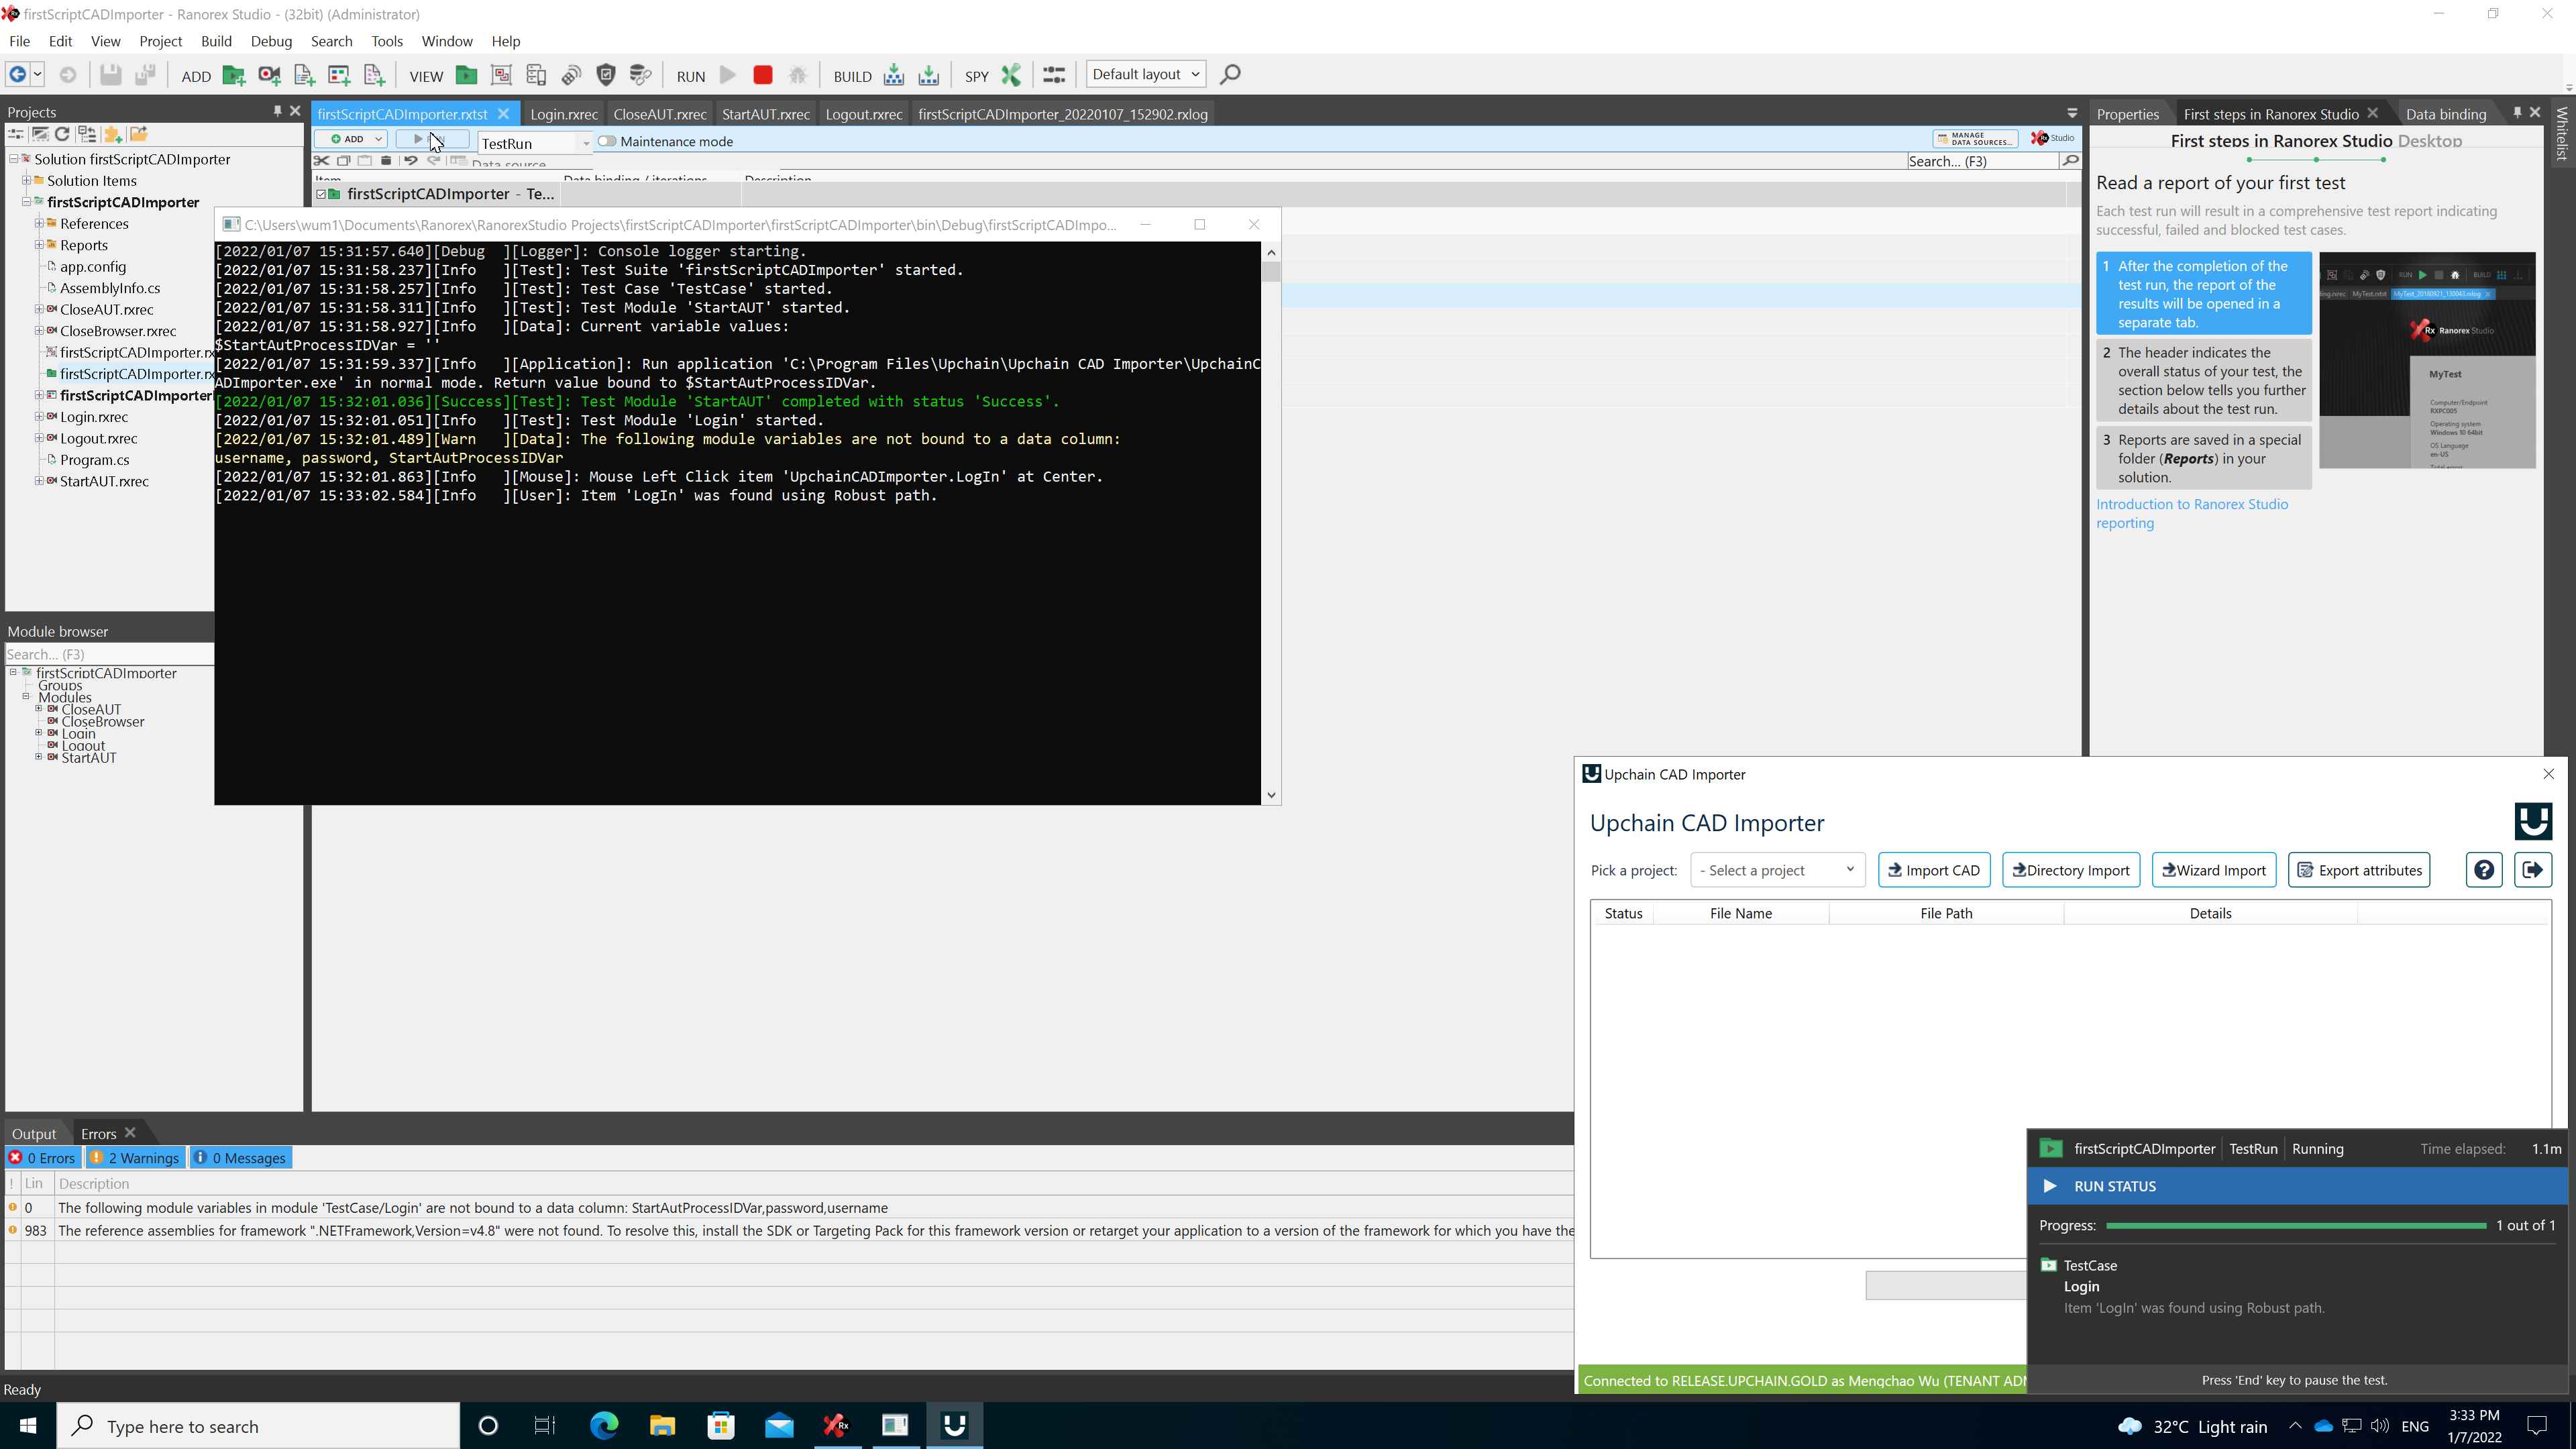 firstScriptCADImporter - Ranorex Studio - (32bit) (Administrator)
File Edit View Project Build Debug Search Tools Window Help
ADD VIEW RUN BUILD SPY Default layout
Projects
Solution firstScriptCADImporter
Solution Items
firstScriptCADImporter
References
Reports
app.config
AssemblyInfo.cs
CloseAUT.rxrec
CloseBrowser.rxrec
firstScriptCADImporter.rx
firstScriptCADImporter.rx
firstScriptCADImporter
Login.rxrec
Logout.rxrec
Program.cs
StartAUT.rxrec
Module browser
Search... (F3)
firstScriptCADImporter
Groups
Modules
CloseAUT
CloseBrowser
Login
Logout
StartAUT
firstScriptCADImporter.rxtst Login.rxrec CloseAUT.rxrec StartAUT.rxrec Logout.rxrec firstScriptCADImporter_20220107_152902.rxlog
ADD TestRun Maintenance mode MANAGE DATA SOURCES... Studio
Data source
Search... (F3)
Item Data binding / iterations Description
firstScriptCADImporter - Te...
C:\Users\wum1\Documents\Ranorex\RanorexStudio Projects\firstScriptCADImporter\firstScriptCADImporter\bin\Debug\firstScriptCADImpo...
[2022/01/07 15:31:57.640][Debug ][Logger]: Console logger starting.
[2022/01/07 15:31:58.237][Info ][Test]: Test Suite 'firstScriptCADImporter' started.
[2022/01/07 15:31:58.257][Info ][Test]: Test Case 'TestCase' started.
[2022/01/07 15:31:58.311][Info ][Test]: Test Module 'StartAUT' started.
[2022/01/07 15:31:58.927][Info ][Data]: Current variable values:
$StartAutProcessIDVar = ''
[2022/01/07 15:31:59.337][Info ][Application]: Run application 'C:\Program Files\Upchain\Upchain CAD Importer\UpchainC
ADImporter.exe' in normal mode. Return value bound to $StartAutProcessIDVar.
[2022/01/07 15:32:01.036][Success][Test]: Test Module 'StartAUT' completed with status 'Success'.
[2022/01/07 15:32:01.051][Info ][Test]: Test Module 'Login' started.
[2022/01/07 15:32:01.489][Warn ][Data]: The following module variables are not bound to a data column:
username, password, StartAutProcessIDVar
[2022/01/07 15:32:01.863][Info ][Mouse]: Mouse Left Click item 'UpchainCADImporter.LogIn' at Center.
[2022/01/07 15:33:02.584][Info ][User]: Item 'LogIn' was found using Robust path.
Properties First steps in Ranorex Studio Data binding
Whitelist
First steps in Ranorex Studio Desktop
Read a report of your first test
Each test run will result in a comprehensive test report indicating
successful, failed and blocked test cases.
1 After the completion of the
test run, the report of the
results will be opened in a
separate tab.
2 The header indicates the
overall status of your test, the
section below tells you further
details about the test run.
3 Reports are saved in a special
folder (Reports) in your
solution.
Introduction to Ranorex Studio
reporting
Ranorex Studio
MyTest
Computer/Endpoint
RXPC005
Operating system
Windows 10 64bit
OS Language
en-US
Upchain CAD Importer
Upchain CAD Importer
Pick a project: - Select a project Import CAD Directory Import Wizard Import Export attributes
Status File Name File Path Details
Connected to RELEASE.UPCHAIN.GOLD as Mengchao Wu (TENANT ADM
firstScriptCADImporter TestRun Running Time elapsed: 1.1m
RUN STATUS
Progress: 1 out of 1
TestCase
Login
Item 'LogIn' was found using Robust path.
Press 'End' key to pause the test.
Output Errors
0 Errors 2 Warnings 0 Messages
! Lin Description
0 The following module variables in module 'TestCase/Login' are not bound to a data column: StartAutProcessIDVar,password,username
983 The reference assemblies for framework ".NETFramework,Version=v4.8" were not found. To resolve this, install the SDK or Targeting Pack for this framework version or retarget your application to a version of the framework for which you have the
Ready
Type here to search
32°C Light rain ENG
3:33 PM
1/7/2022